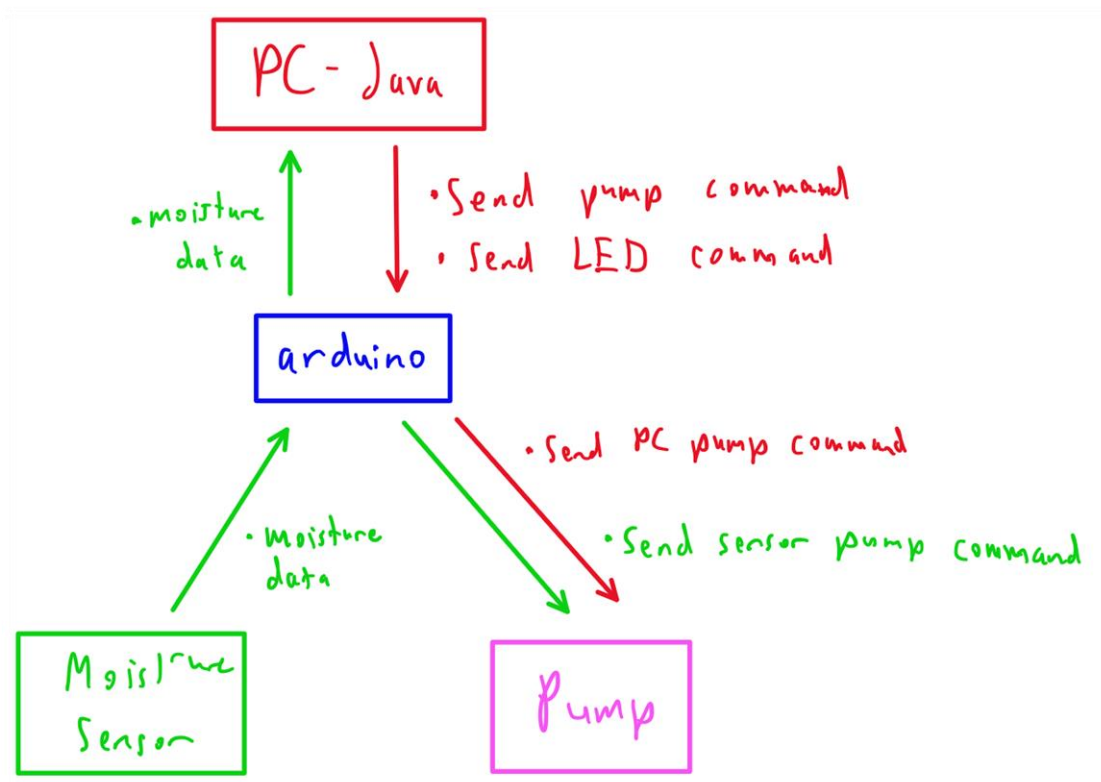 PC - Java
• moisture
data
• Send pump command
• Send LED command
arduino
• Send PC pump command
• Send sensor pump command
• moisture
data
Moisture
Sensor
Pump